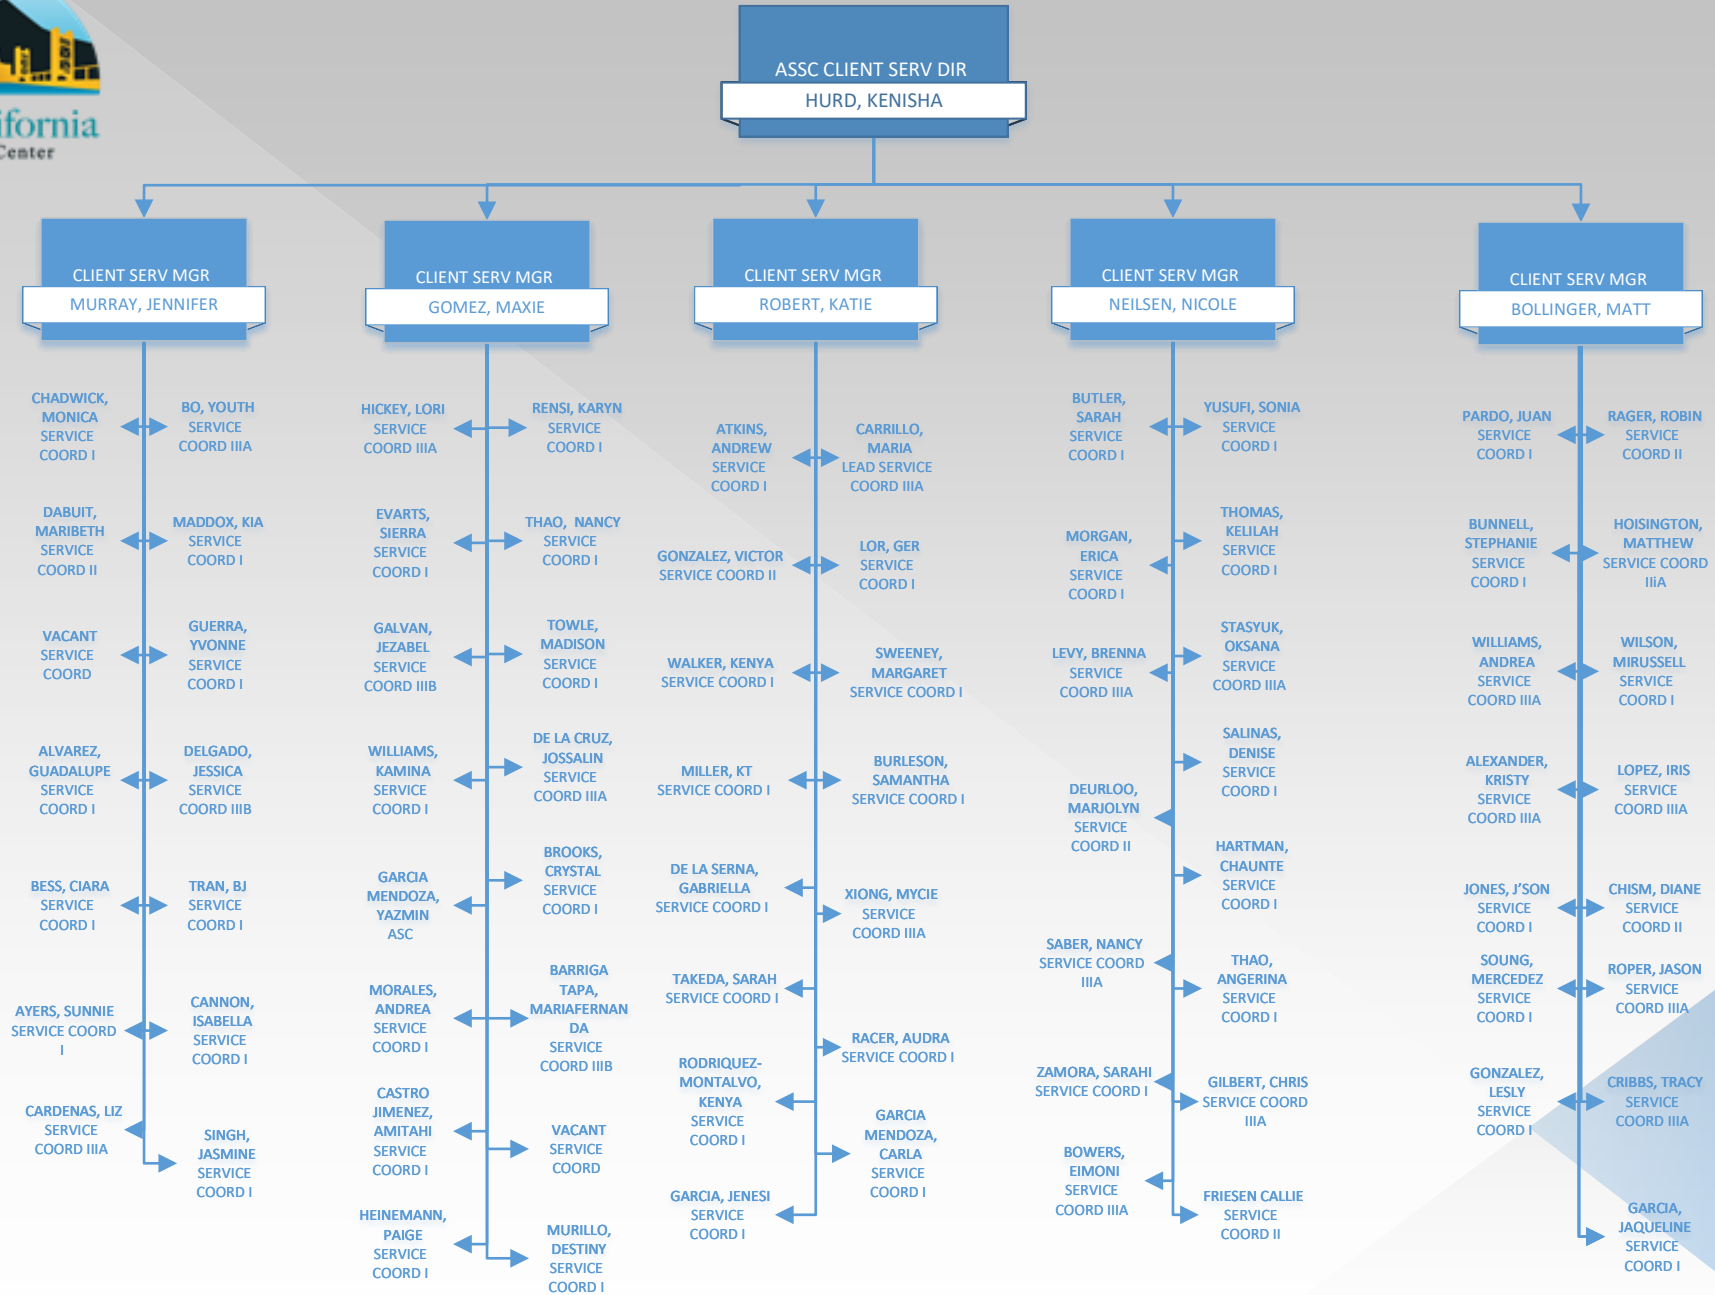 ifornia
Center
ASSC CLIENT SERV DIR
HURD, KENISHA
CLIENT SERV MGR
MURRAY, JENNIFER
CHADWICK,
MONICA
SERVICE
COORD I
BO, YOUTH
SERVICE
COORD IIIA
DABUIT,
MARIBETH
SERVICE
COORD II
MADDOX, KIA
SERVICE
COORD I
VACANT
SERVICE
COORD
GUERRA,
YVONNE
SERVICE
COORD I
ALVAREZ,
GUADALUPE
SERVICE
COORD I
DELGADO,
JESSICA
SERVICE
COORD IIIB
BESS, CIARA
SERVICE
COORD I
TRAN, BJ
SERVICE
COORD I
AYERS, SUNNIE
SERVICE COORD
I
CANNON,
ISABELLA
SERVICE
COORD I
CARDENAS, LIZ
SERVICE
COORD IIIA
SINGH,
JASMINE
SERVICE
COORD I
CLIENT SERV MGR
GOMEZ, MAXIE
HICKEY, LORI
SERVICE
COORD IIIA
RENSI, KARYN
SERVICE
COORD I
EVARTS,
SIERRA
SERVICE
COORD I
THAO,  NANCY
SERVICE
COORD I
GALVAN,
JEZABEL
SERVICE
COORD IIIB
TOWLE,
MADISON
SERVICE
COORD I
WILLIAMS,
KAMINA
SERVICE
COORD I
DE LA CRUZ,
JOSSALIN
SERVICE
COORD IIIA
GARCIA
MENDOZA,
YAZMIN
ASC
BROOKS,
CRYSTAL
SERVICE
COORD I
MORALES,
ANDREA
SERVICE
COORD I
BARRIGA
TAPA,
MARIAFERNAN
DA
SERVICE
COORD IIIB
CASTRO
JIMENEZ,
AMITAHI
SERVICE
COORD I
VACANT
SERVICE
COORD
HEINEMANN,
PAIGE
SERVICE
COORD I
MURILLO,
DESTINY
SERVICE
COORD I
CLIENT SERV MGR
ROBERT, KATIE
ATKINS,
ANDREW
SERVICE
COORD I
CARRILLO,
MARIA
LEAD SERVICE
COORD IIIA
GONZALEZ, VICTOR
SERVICE COORD II
LOR, GER
SERVICE
COORD I
WALKER, KENYA
SERVICE COORD I
SWEENEY,
MARGARET
SERVICE COORD I
MILLER, KT
SERVICE COORD I
BURLESON,
SAMANTHA
SERVICE COORD I
DE LA SERNA,
GABRIELLA
SERVICE COORD I
XIONG, MYCIE
SERVICE
COORD IIIA
TAKEDA, SARAH
SERVICE COORD I
RACER, AUDRA
SERVICE COORD I
RODRIQUEZ-
MONTALVO,
KENYA
SERVICE
COORD I
GARCIA
MENDOZA,
CARLA
SERVICE
COORD I
GARCIA, JENESI
SERVICE
COORD I
CLIENT SERV MGR
NEILSEN, NICOLE
BUTLER,
SARAH
SERVICE
COORD I
YUSUFI, SONIA
SERVICE
COORD I
MORGAN,
ERICA
SERVICE
COORD I
THOMAS,
KELILAH
SERVICE
COORD I
LEVY, BRENNA
SERVICE
COORD IIIA
STASYUK,
OKSANA
SERVICE
COORD IIIA
DEURLOO,
MARJOLYN
SERVICE
COORD II
SALINAS,
DENISE
SERVICE
COORD I
HARTMAN,
CHAUNTE
SERVICE
COORD I
SABER, NANCY
SERVICE COORD
IIIA
THAO,
ANGERINA
SERVICE
COORD I
ZAMORA, SARAHI
SERVICE COORD I
GILBERT, CHRIS
SERVICE COORD
IIIA
BOWERS,
EIMONI
SERVICE
COORD IIIA
FRIESEN CALLIE
SERVICE
COORD II
CLIENT SERV MGR
BOLLINGER, MATT
PARDO, JUAN
SERVICE
COORD I
RAGER, ROBIN
SERVICE
COORD II
BUNNELL,
STEPHANIE
SERVICE
COORD I
HOISINGTON,
MATTHEW
SERVICE COORD
IIiA
WILLIAMS,
ANDREA
SERVICE
COORD IIIA
WILSON,
MIRUSSELL
SERVICE
COORD I
ALEXANDER,
KRISTY
SERVICE
COORD IIIA
LOPEZ, IRIS
SERVICE
COORD IIIA
JONES, J'SON
SERVICE
COORD I
CHISM, DIANE
SERVICE
COORD II
SOUNG,
MERCEDEZ
SERVICE
COORD I
ROPER, JASON
SERVICE
COORD IIIA
GONZALEZ,
LESLY
SERVICE
COORD I
CRIBBS, TRACY
SERVICE
COORD IIIA
GARCIA,
JAQUELINE
SERVICE
COORD I